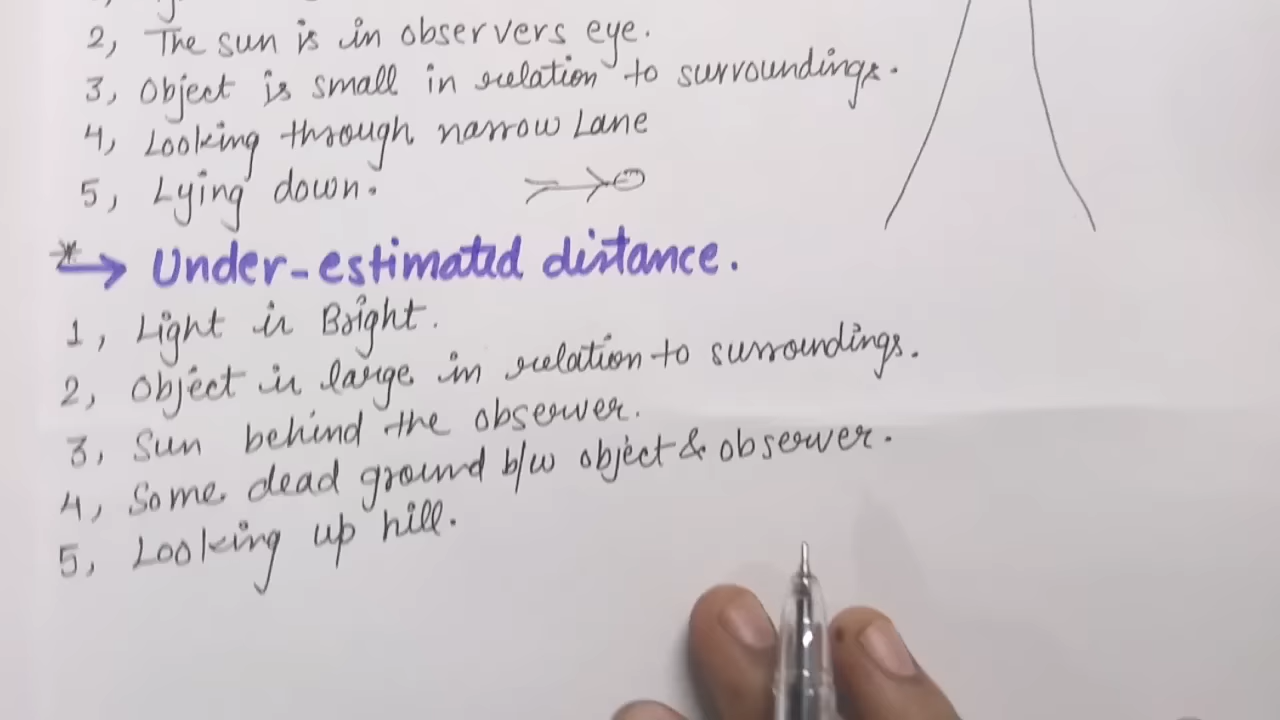 2, The sun is in observers eye.
3, Object is small in relation to surroundings.
4, Looking through narrow Lane
5, Lying down.
* → Under-estimated distance.
1, Light is Bright.
2, Object is large in relation to surroundings.
3, Sun behind the observer.
4, Some dead ground b/w object & observer.
5, Looking up hill.